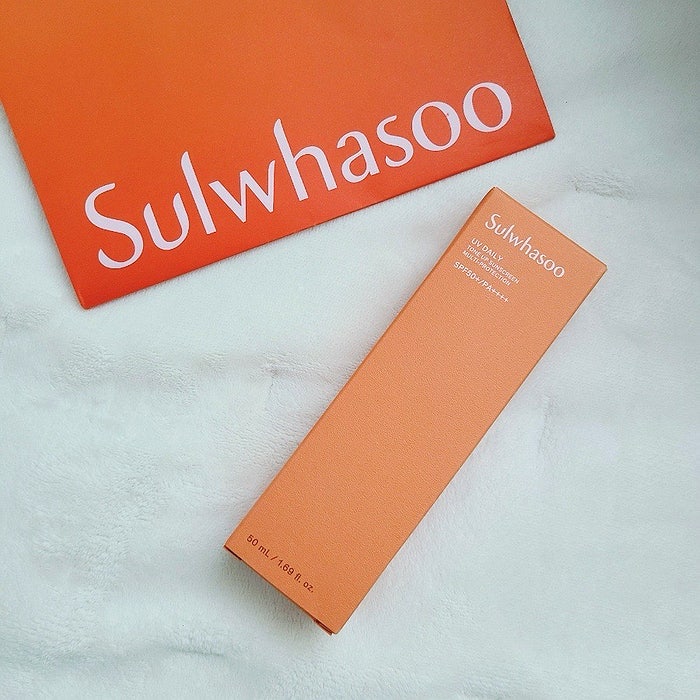 Sulwhasoo
Sulwhasoo
UV DAILY
TONE UP SUNSCREEN
MULTI-PROTECTION
SPF50+/PA++++
50 mL / 1.69 fl. oz.